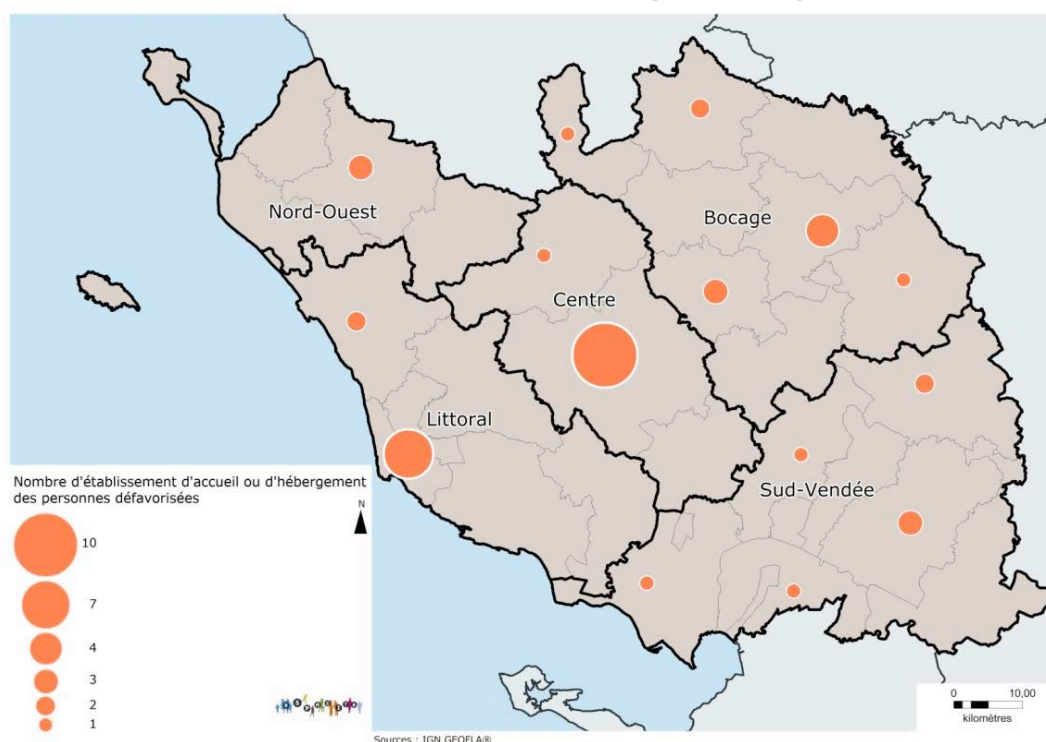 Nord-Ouest
Bocage
Centre
Littoral
Sud-Vendée
Nombre d'établissement d'accueil ou d'hébergement
des personnes défavorisées
N
10
7
4
3
2
1
0 10,00
kilomètres
Sources : IGN GEOFLA®